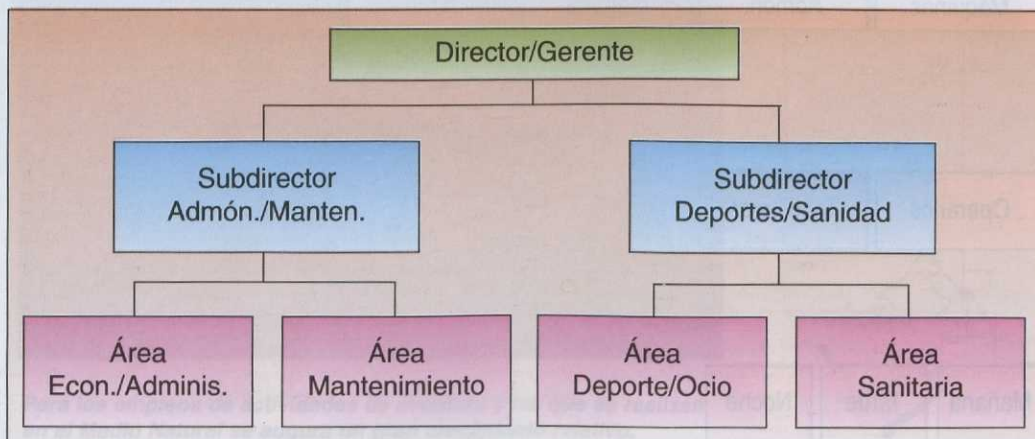 Director/Gerente
Subdirector
Admón./Manten.
Subdirector
Deportes/Sanidad
Área
Econ./Adminis.
Área
Mantenimiento
Área
Deporte/Ocio
Área
Sanitaria